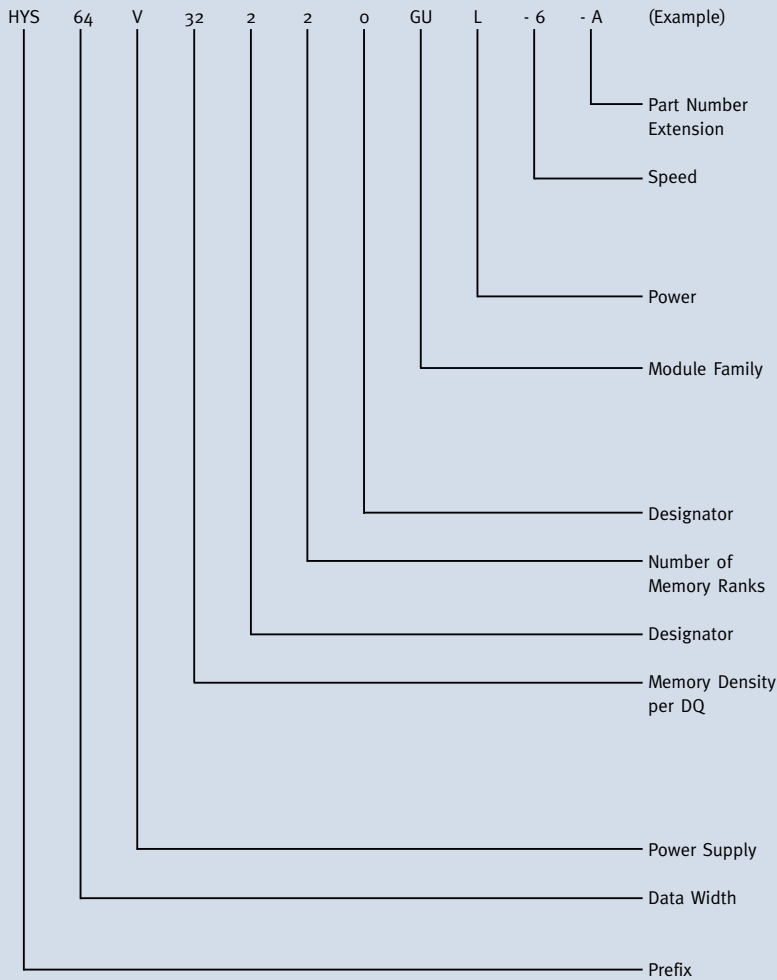 HYS 64 V 32 2 2 0 GU L - 6 - A (Example)
Part Number
Extension
Speed
Power
Module Family
Designator
Number of
Memory Ranks
Designator
Memory Density
per DQ
Power Supply
Data Width
Prefix